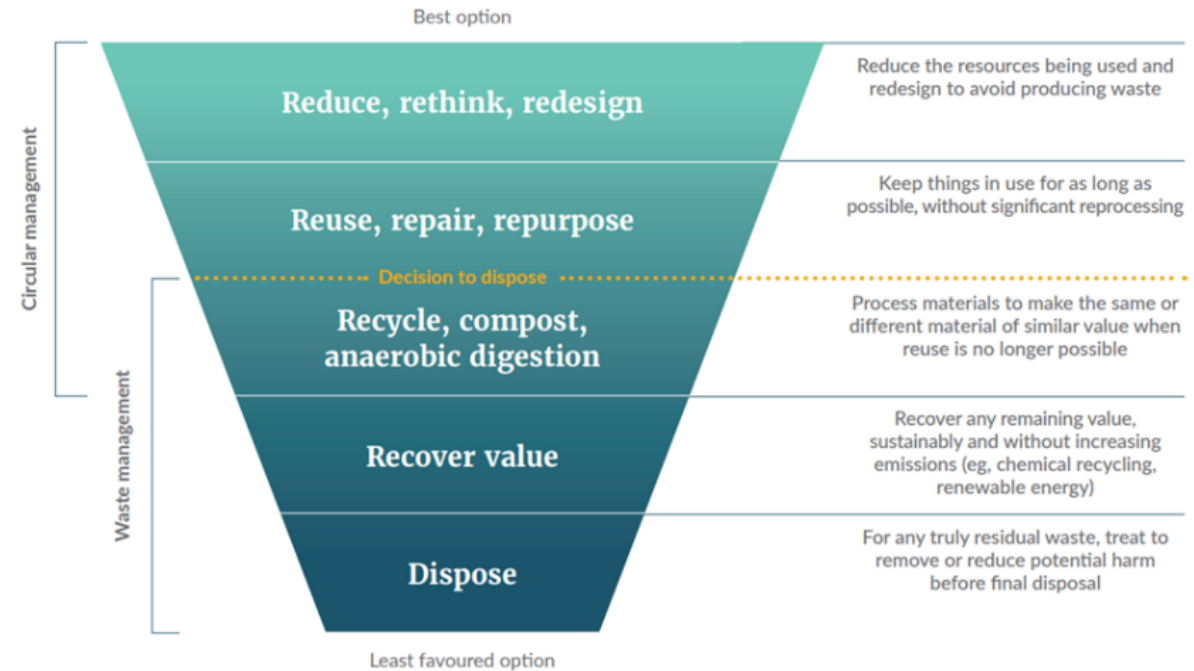 Best option
Reduce, rethink, redesign
Reduce the resources being used and
redesign to avoid producing waste
Circular management
Reuse, repair, repurpose
Keep things in use for as long as
possible, without significant reprocessing
Decision to dispose
Recycle, compost,
anaerobic digestion
Process materials to make the same or
different material of similar value when
reuse is no longer possible
Waste management
Recover value
Recover any remaining value,
sustainably and without increasing
emissions (eg, chemical recycling,
renewable energy)
Dispose
For any truly residual waste, treat to
remove or reduce potential harm
before final disposal
Least favoured option